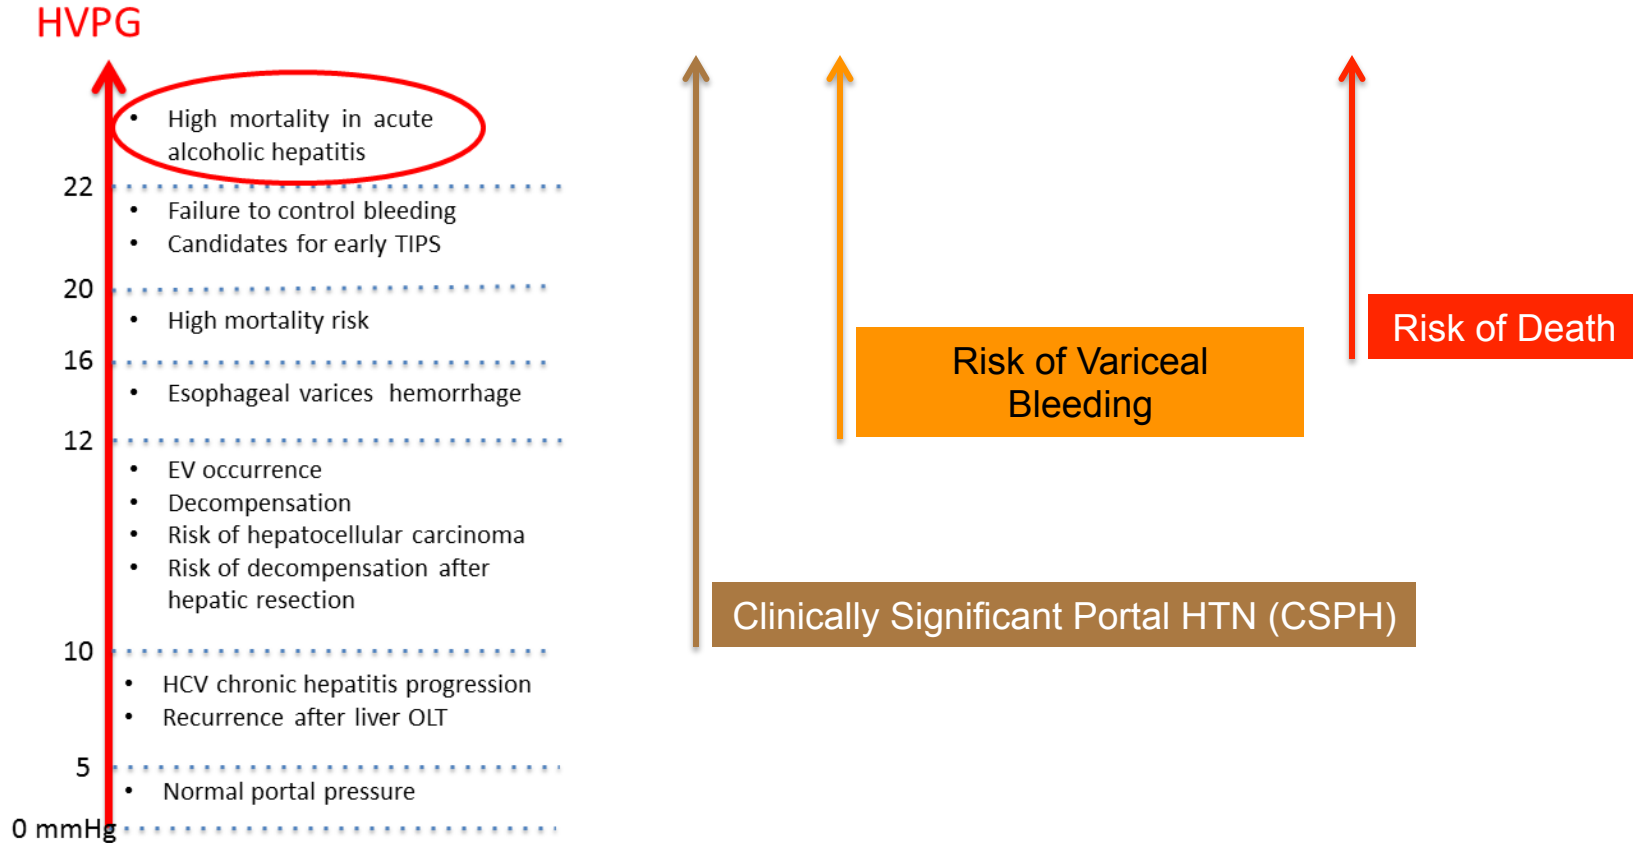 HVPG
• High mortality in acute
alcoholic hepatitis
22
• Failure to control bleeding
• Candidates for early TIPS
20
• High mortality risk
16
• Esophageal varices hemorrhage
12
• EV occurrence
• Decompensation
• Risk of hepatocellular carcinoma
• Risk of decompensation after
hepatic resection
10
• HCV chronic hepatitis progression
• Recurrence after liver OLT
5
• Normal portal pressure
0 mmHg
Clinically Significant Portal HTN (CSPH)
Risk of Variceal
Bleeding
Risk of Death